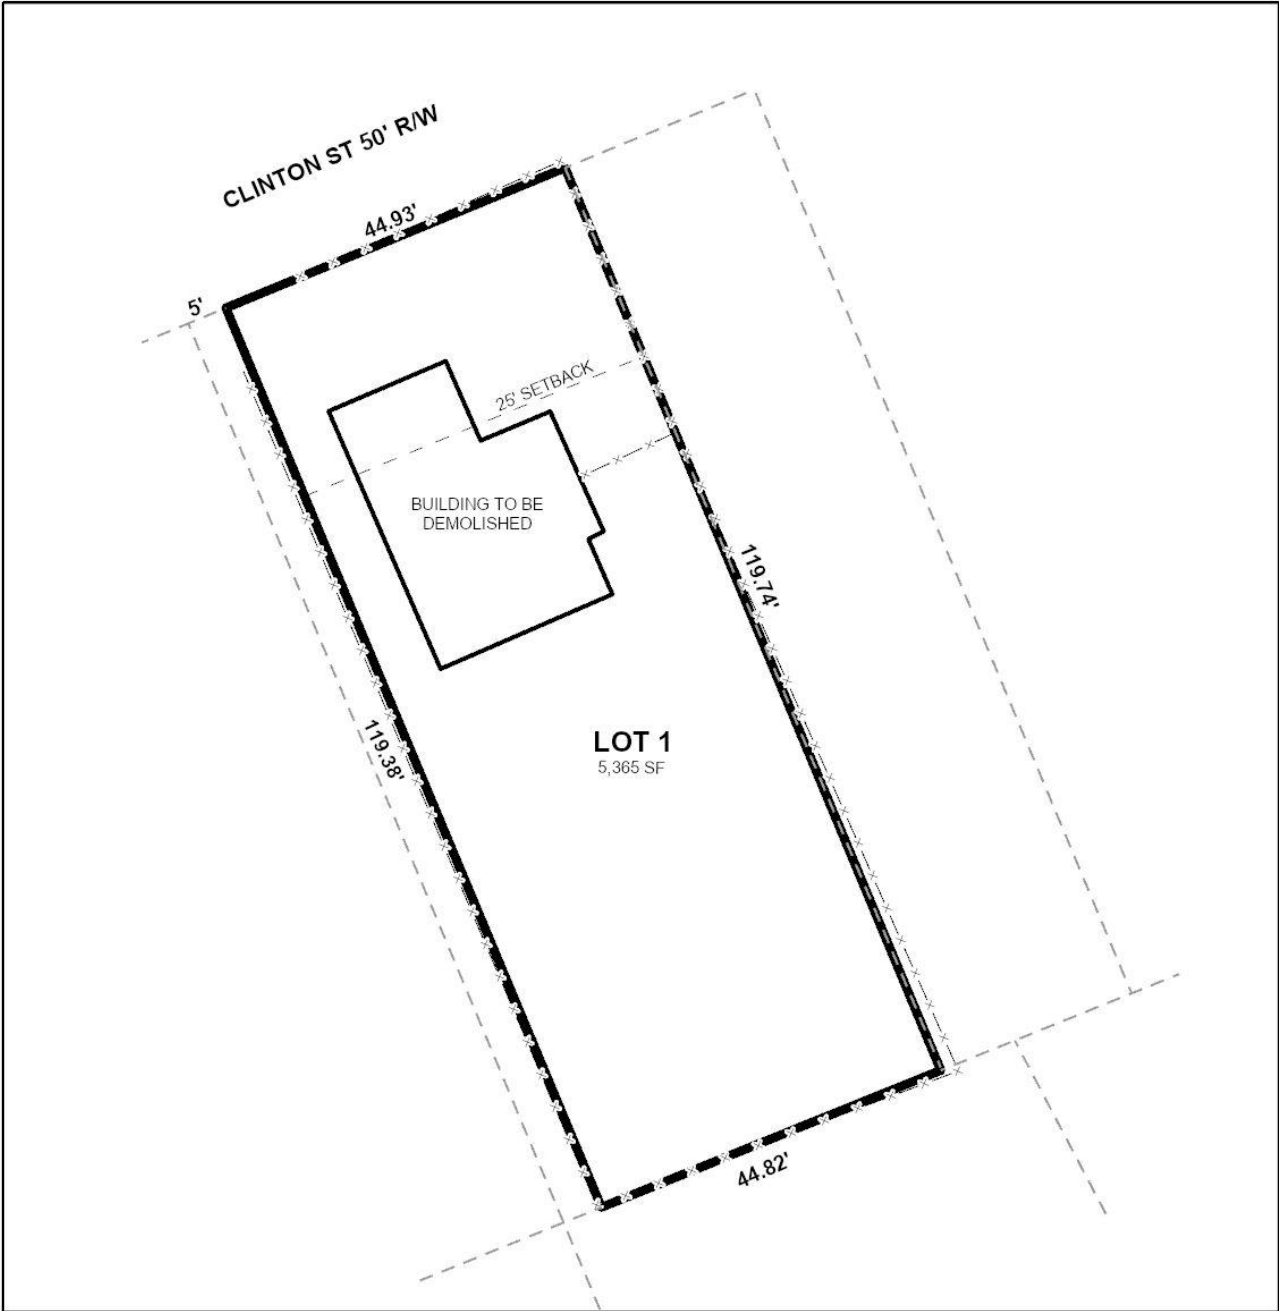 CLINTON ST 50' R/W
44.93'
5'
25' SETBACK
BUILDING TO BE
DEMOLISHED
119.74'
119.38'
LOT 1
5,365 SF
44.82'